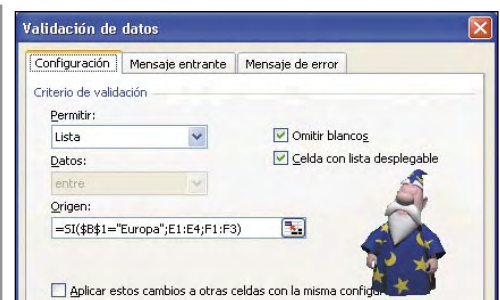 Validación de datos
Configuración Mensaje entrante Mensaje de error
Criterio de validación
Permitir:
Lista
Omitir blancos
Datos:
Celda con lista desplegable
entre
Origen:
=SI($B$1="Europa";E1:E4;F1:F3)
Aplicar estos cambios a otras celdas con la misma